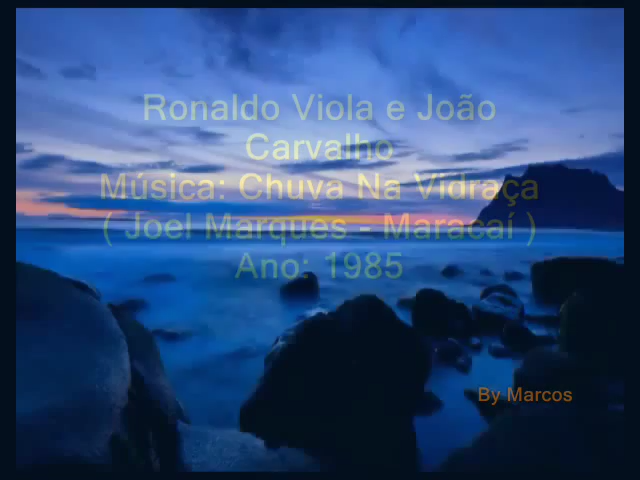 Ronaldo Viola e João
Carvalho
Música: Chuva Na Vidraça
( Joel Marques - Maracaí )
Ano: 1985
By Marcos